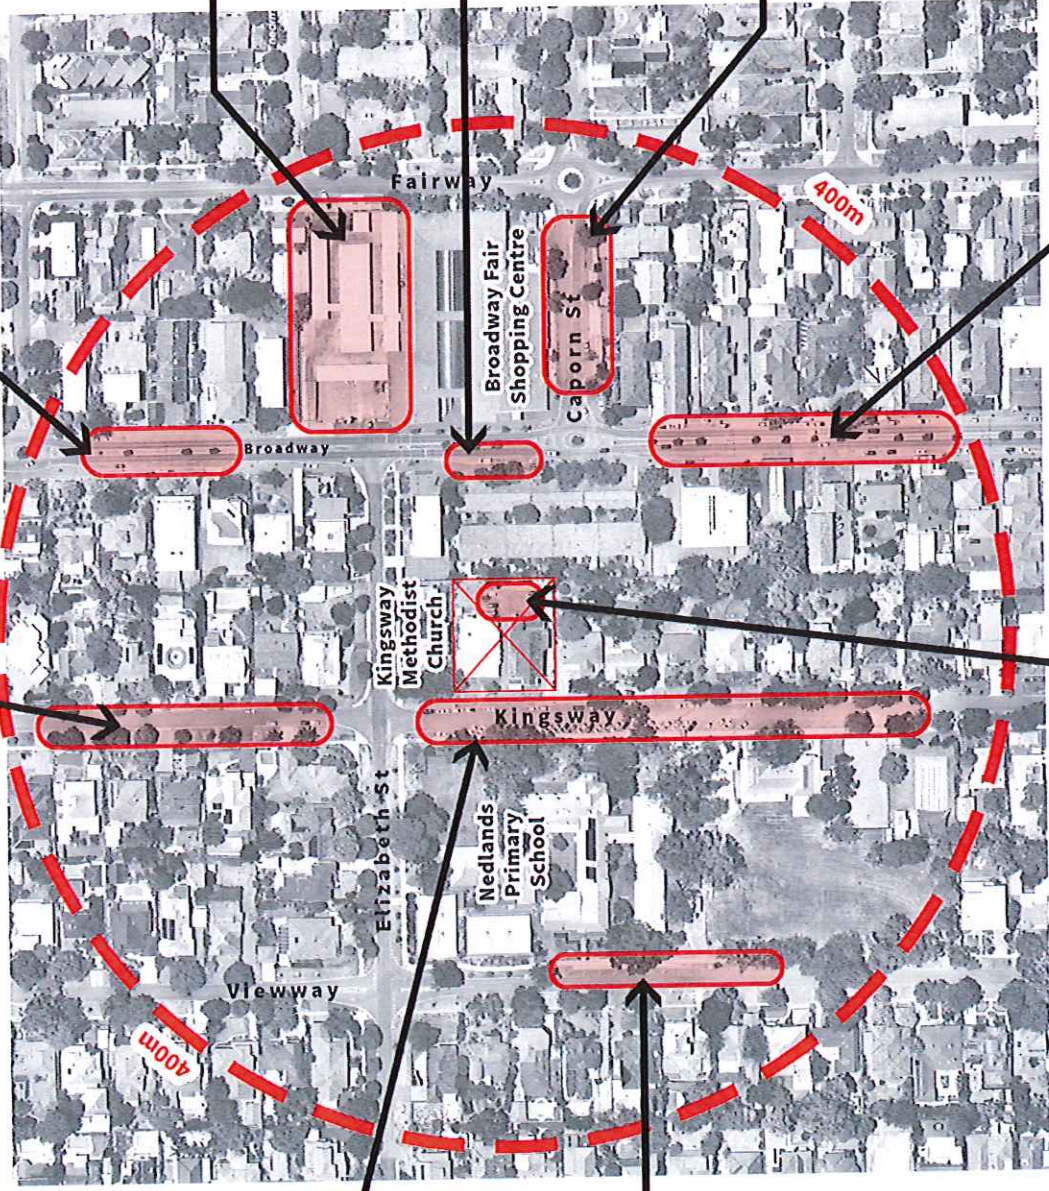 Fairway
400m
Broadway Fair
Shopping Centre
Caporn St
Broadway
Kingsway
Methodist
Church
Kingsway
Elizabeth St
Nedlands
Primary
School
Viewway
400m